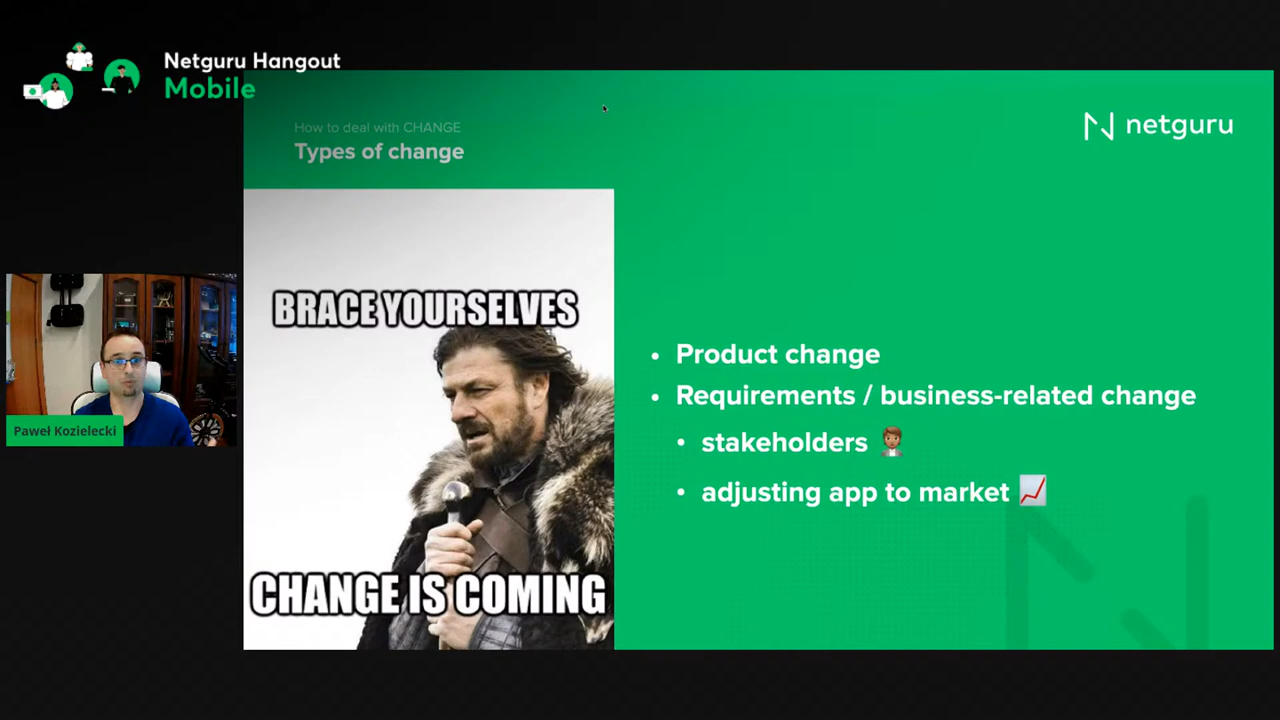 Netguru Hangout
Mobile
How to deal with CHANGE
Types of change
netguru
BRACE YOURSELVES
CHANGE IS COMING
• Product change
• Requirements / business-related change
• stakeholders
• adjusting app to market
Paweł Kozielecki